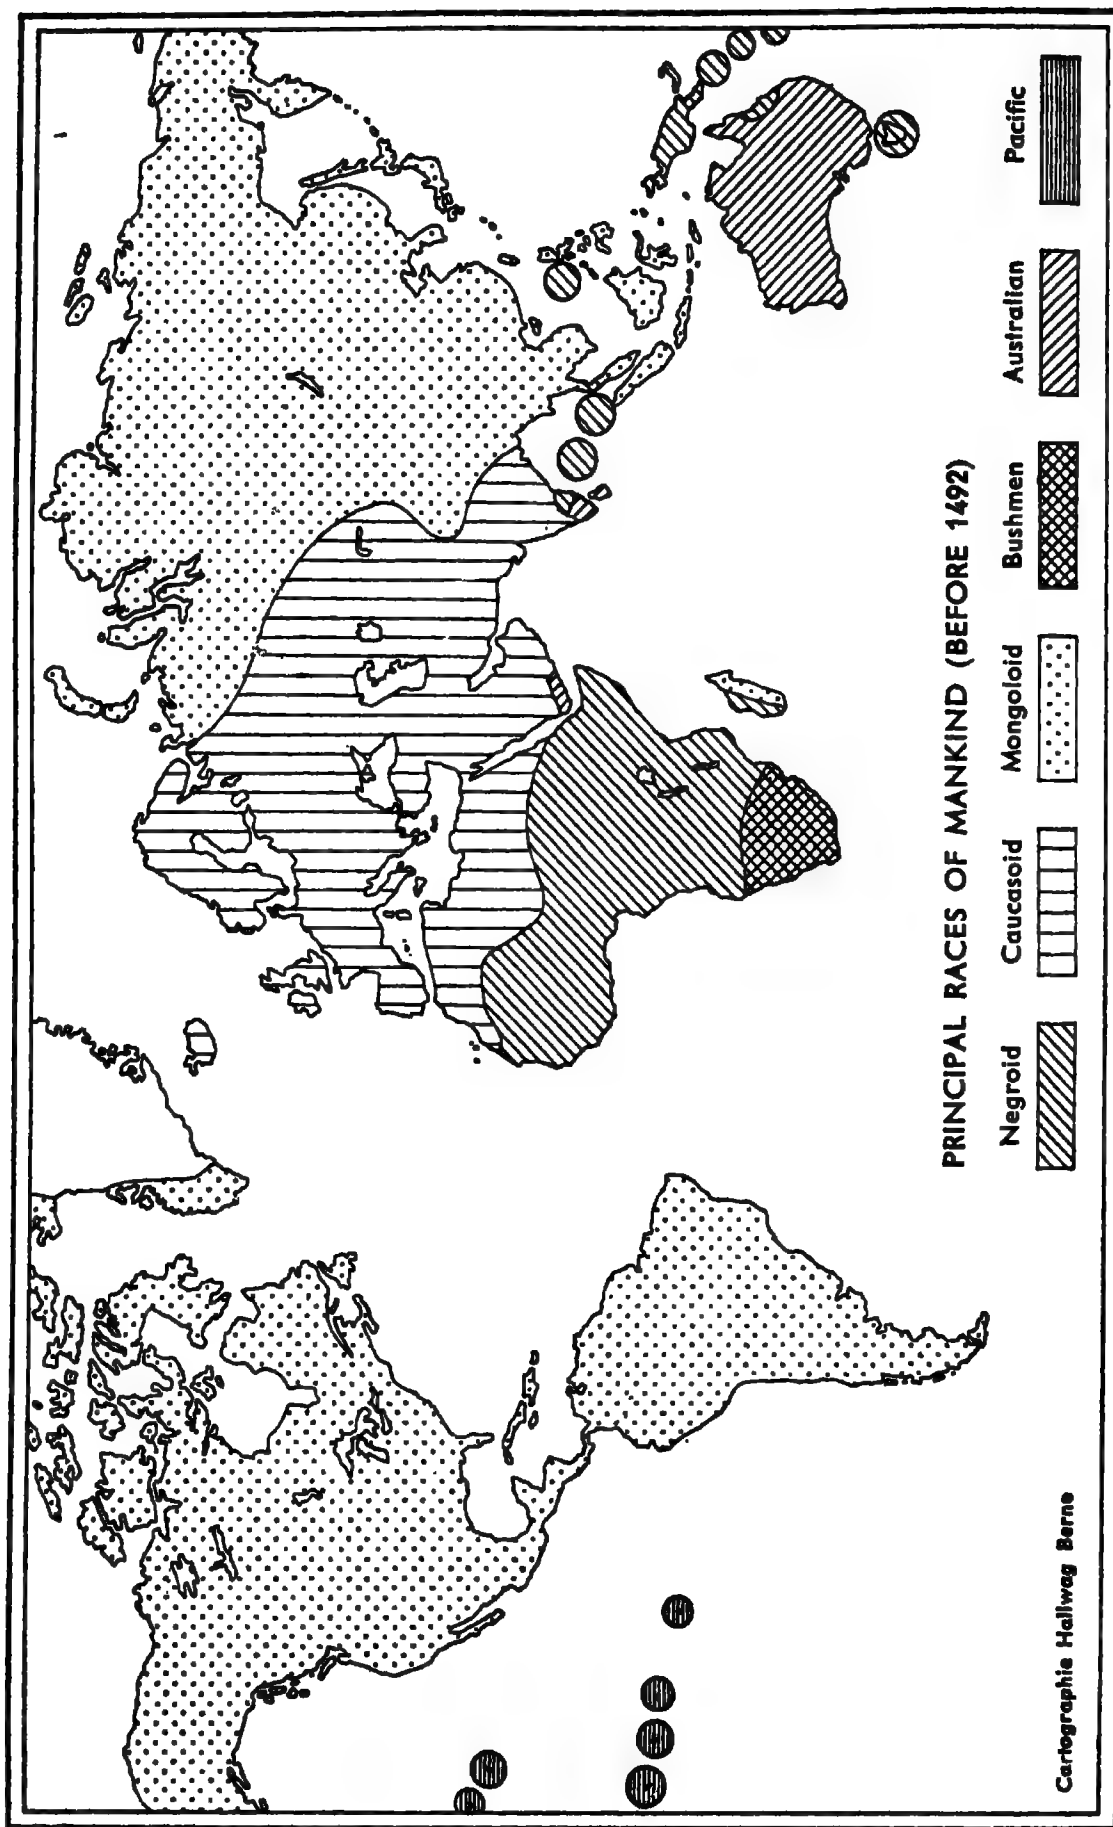 PRINCIPAL RACES OF MANKIND (BEFORE 1492)
Negroid Caucasoid Mongoloid Bushmen Australian Pacific
Cartographie Hallwag Berne